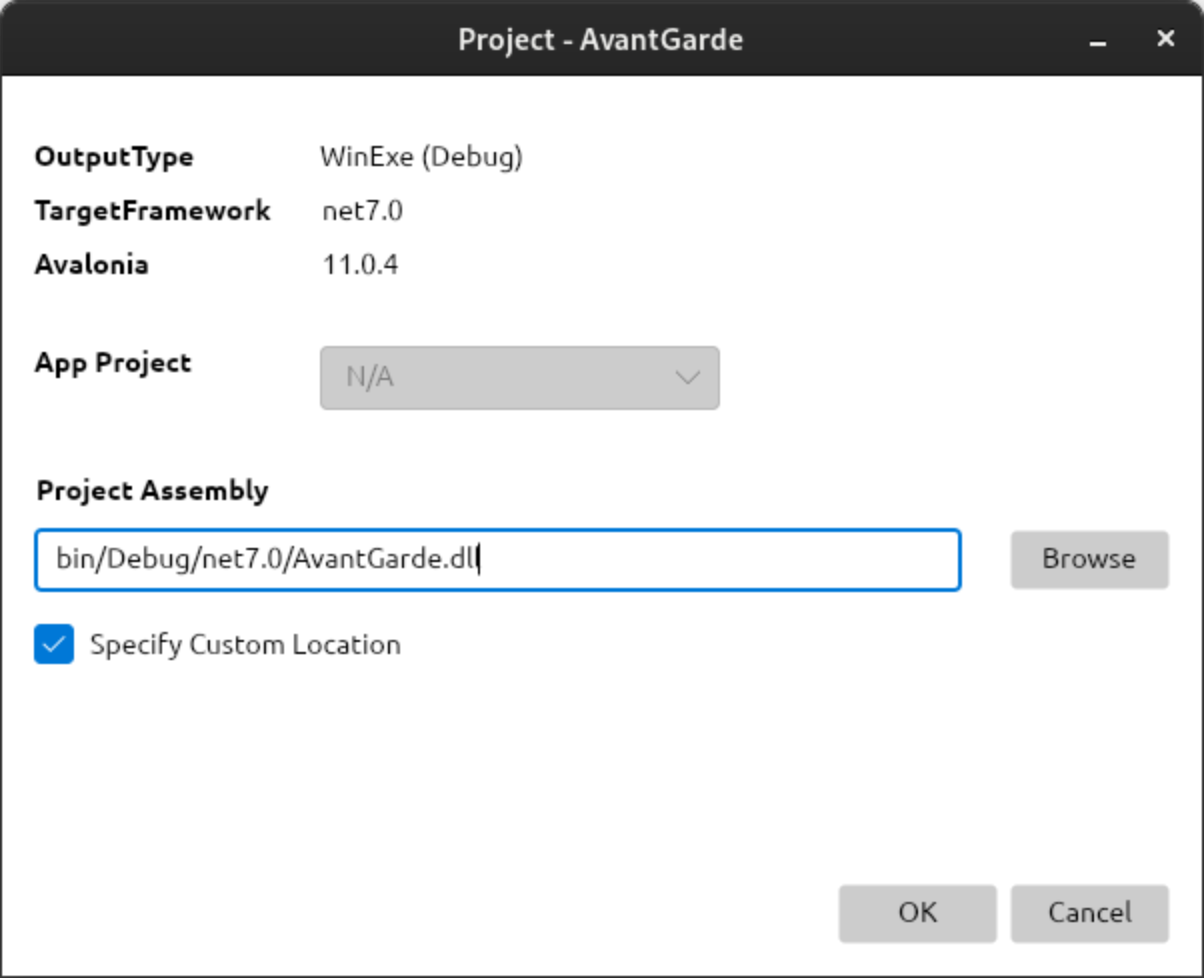 Project - AvantGarde
OutputType WinExe (Debug)
TargetFramework net7.0
Avalonia 11.0.4
App Project N/A
Project Assembly
bin/Debug/net7.0/AvantGarde.dll Browse
Specify Custom Location
OK Cancel